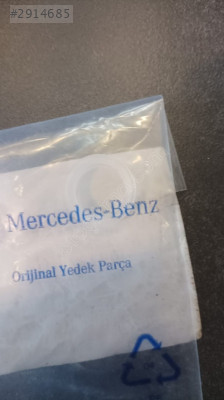 #2914685
Mercedes-Benz
Orijinal Yedek Parça